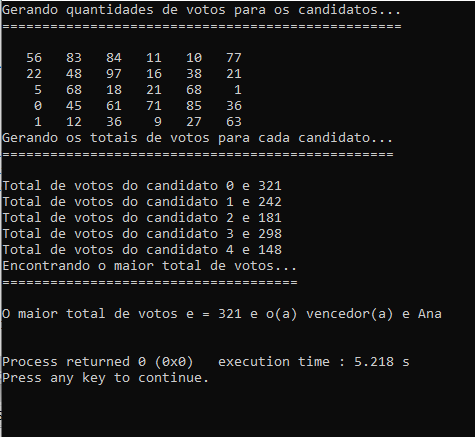 Gerando quantidades de votos para os candidatos...
==================================================
56 83 84 11 10 77
22 48 97 16 38 21
5 68 18 21 68 1
0 45 61 71 85 36
1 12 36 9 27 63
Gerando os totais de votos para cada candidato...
=================================================
Total de votos do candidato 0 e 321
Total de votos do candidato 1 e 242
Total de votos do candidato 2 e 181
Total de votos do candidato 3 e 298
Total de votos do candidato 4 e 148
Encontrando o maior total de votos...
=====================================
O maior total de votos e = 321 e o(a) vencedor(a) e Ana
Process returned 0 (0x0)   execution time : 5.218 s
Press any key to continue.